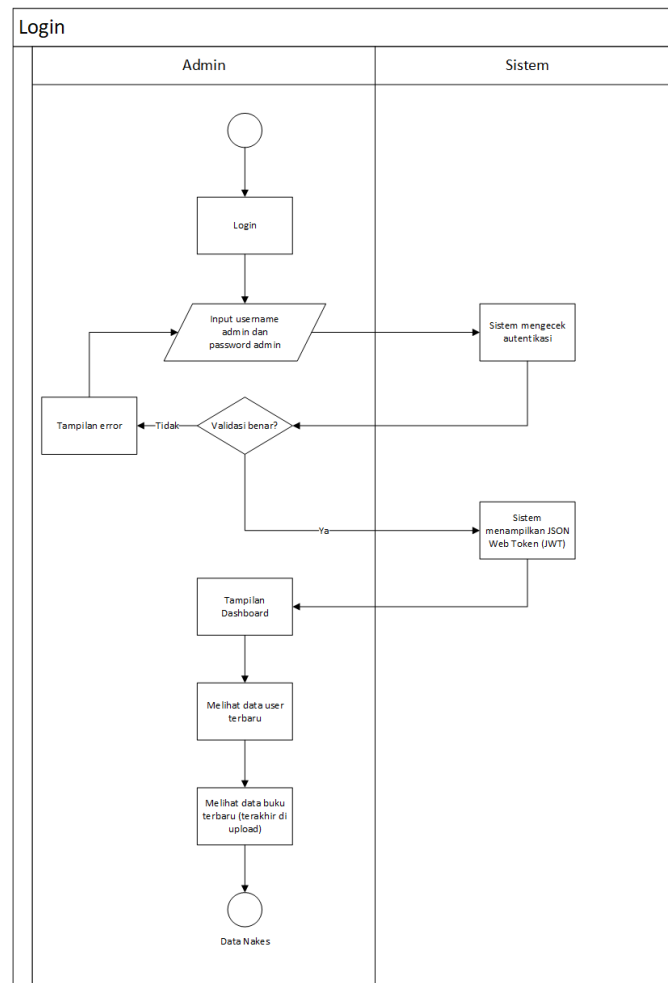 Login
Admin
Sistem
Login
Input username
admin dan
password admin
Sistem mengecek
autentikasi
Tampilan error
Tidak
Validasi benar?
Ya
Sistem
menampilkan JSON
Web Token (JWT)
Tampilan
Dashboard
Melihat data user
terbaru
Melihat data buku
terbaru (terakhir di
upload)
Data Nakes